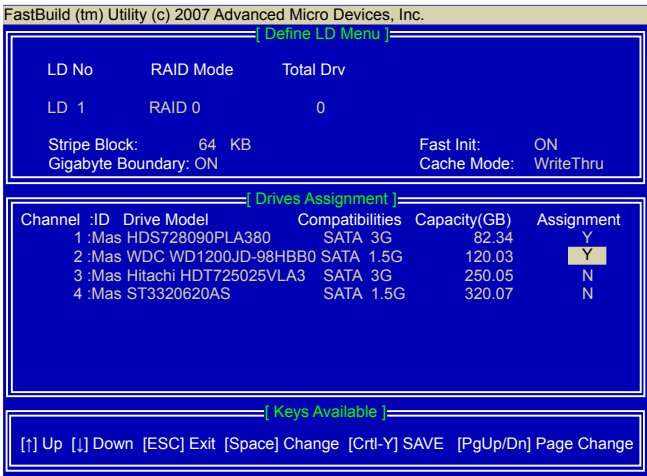 FastBuild (tm) Utility (c) 2007 Advanced Micro Devices, Inc.
[ Define LD Menu ]
LD No RAID Mode Total Drv
LD 1 RAID 0 0
Stripe Block: 64 KB Fast Init: ON
Gigabyte Boundary: ON Cache Mode: WriteThru
[ Drives Assignment ]
Channel :ID Drive Model Compatibilities Capacity(GB) Assignment
1 :Mas HDS728090PLA380 SATA 3G 82.34 Y
2 :Mas WDC WD1200JD-98HBB0 SATA 1.5G 120.03 Y
3 :Mas Hitachi HDT725025VLA3 SATA 3G 250.05 N
4 :Mas ST3320620AS SATA 1.5G 320.07 N
[ Keys Available ]
[↑] Up [↓] Down [ESC] Exit [Space] Change [Crtl-Y] SAVE [PgUp/Dn] Page Change